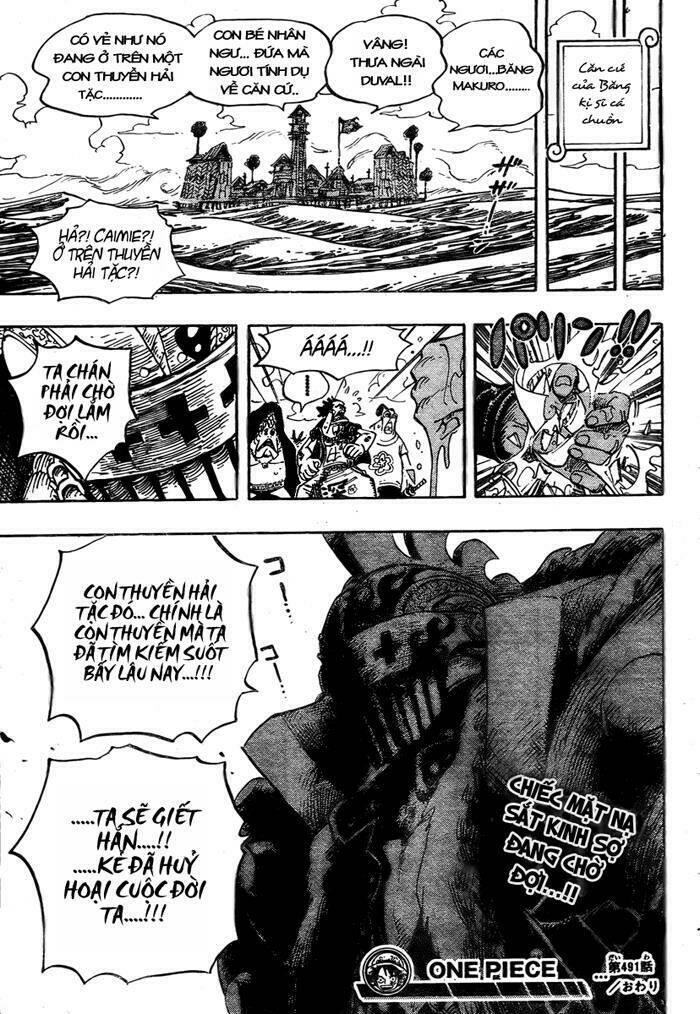 Căn cứ
của Băng
kị sĩ cá
chuồn
CÁC
NGƯƠI...BĂNG
MAKURO........
VÂNG!
THƯA NGÀI
DUVAL!
CON BÉ NHÂN
NGƯ... ĐỨA MÀ
NGƯƠI TÍNH DỤ
VỀ CĂN CỨ..
CÓ VẺ NHƯ NÓ
ĐANG Ở TRÊN MỘT
CON THUYỀN HẢI
TẶC............
HẢ?! CAIMIE?!
Ở TRÊN THUYỀN
HẢI TẶC?!
ÁÁÁÁ,,,!!
TA CHÁN
PHẢI CHỜ
ĐỢI LẮM
RỒI...
CON THUYỀN HẢI
TẶC ĐÓ... CHÍNH LÀ
CON THUYỀN MÀ TA
ĐÃ TÌM KIẾM SUỐT
BẤY LÂU NAY...!!!
.....TA SẼ GIẾT
HẮN....!!
.....KẺ ĐÃ HUỶ
HOẠI CUỘC ĐỜI
TA....!!!
CHIẾC MẶT NẠ
SẮT KINH SỢ
ĐANG CHỜ
ĐỢI...!!
ONE PIECE
...第491話
/おわり